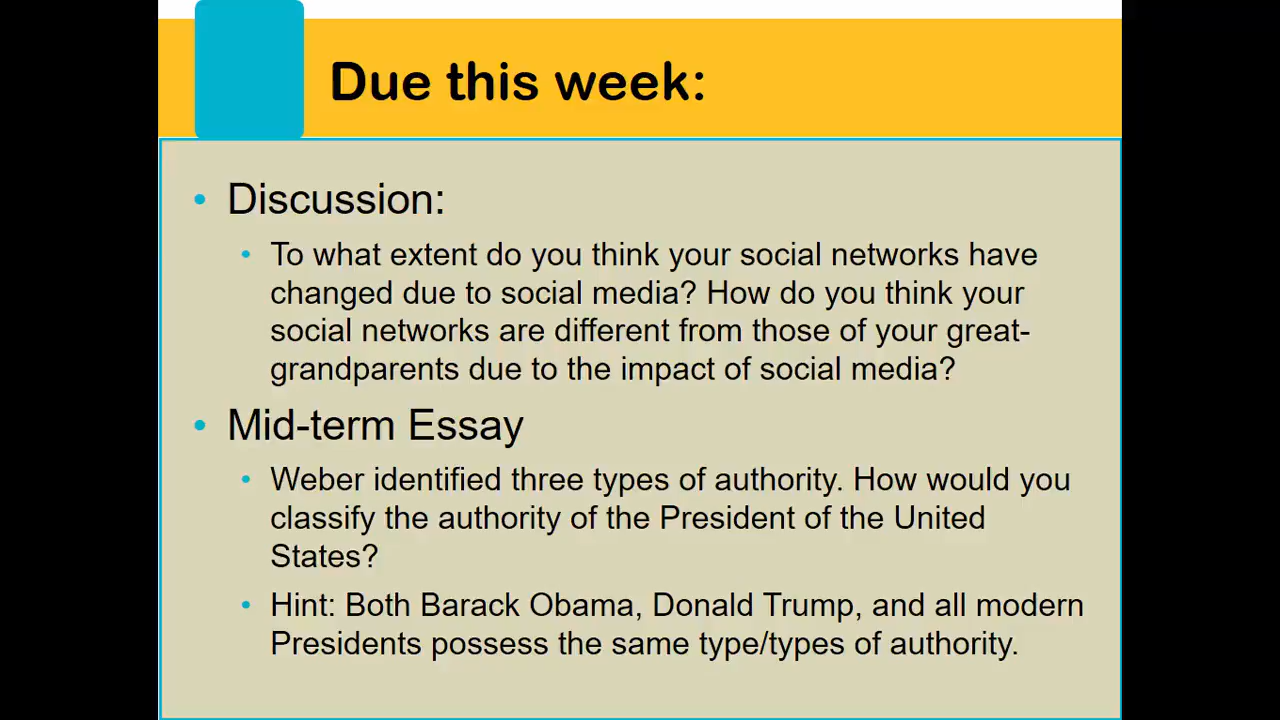 Due this week:
• Discussion:
• To what extent do you think your social networks have
changed due to social media? How do you think your
social networks are different from those of your great-
grandparents due to the impact of social media?
• Mid-term Essay
• Weber identified three types of authority. How would you
classify the authority of the President of the United
States?
• Hint: Both Barack Obama, Donald Trump, and all modern
Presidents possess the same type/types of authority.